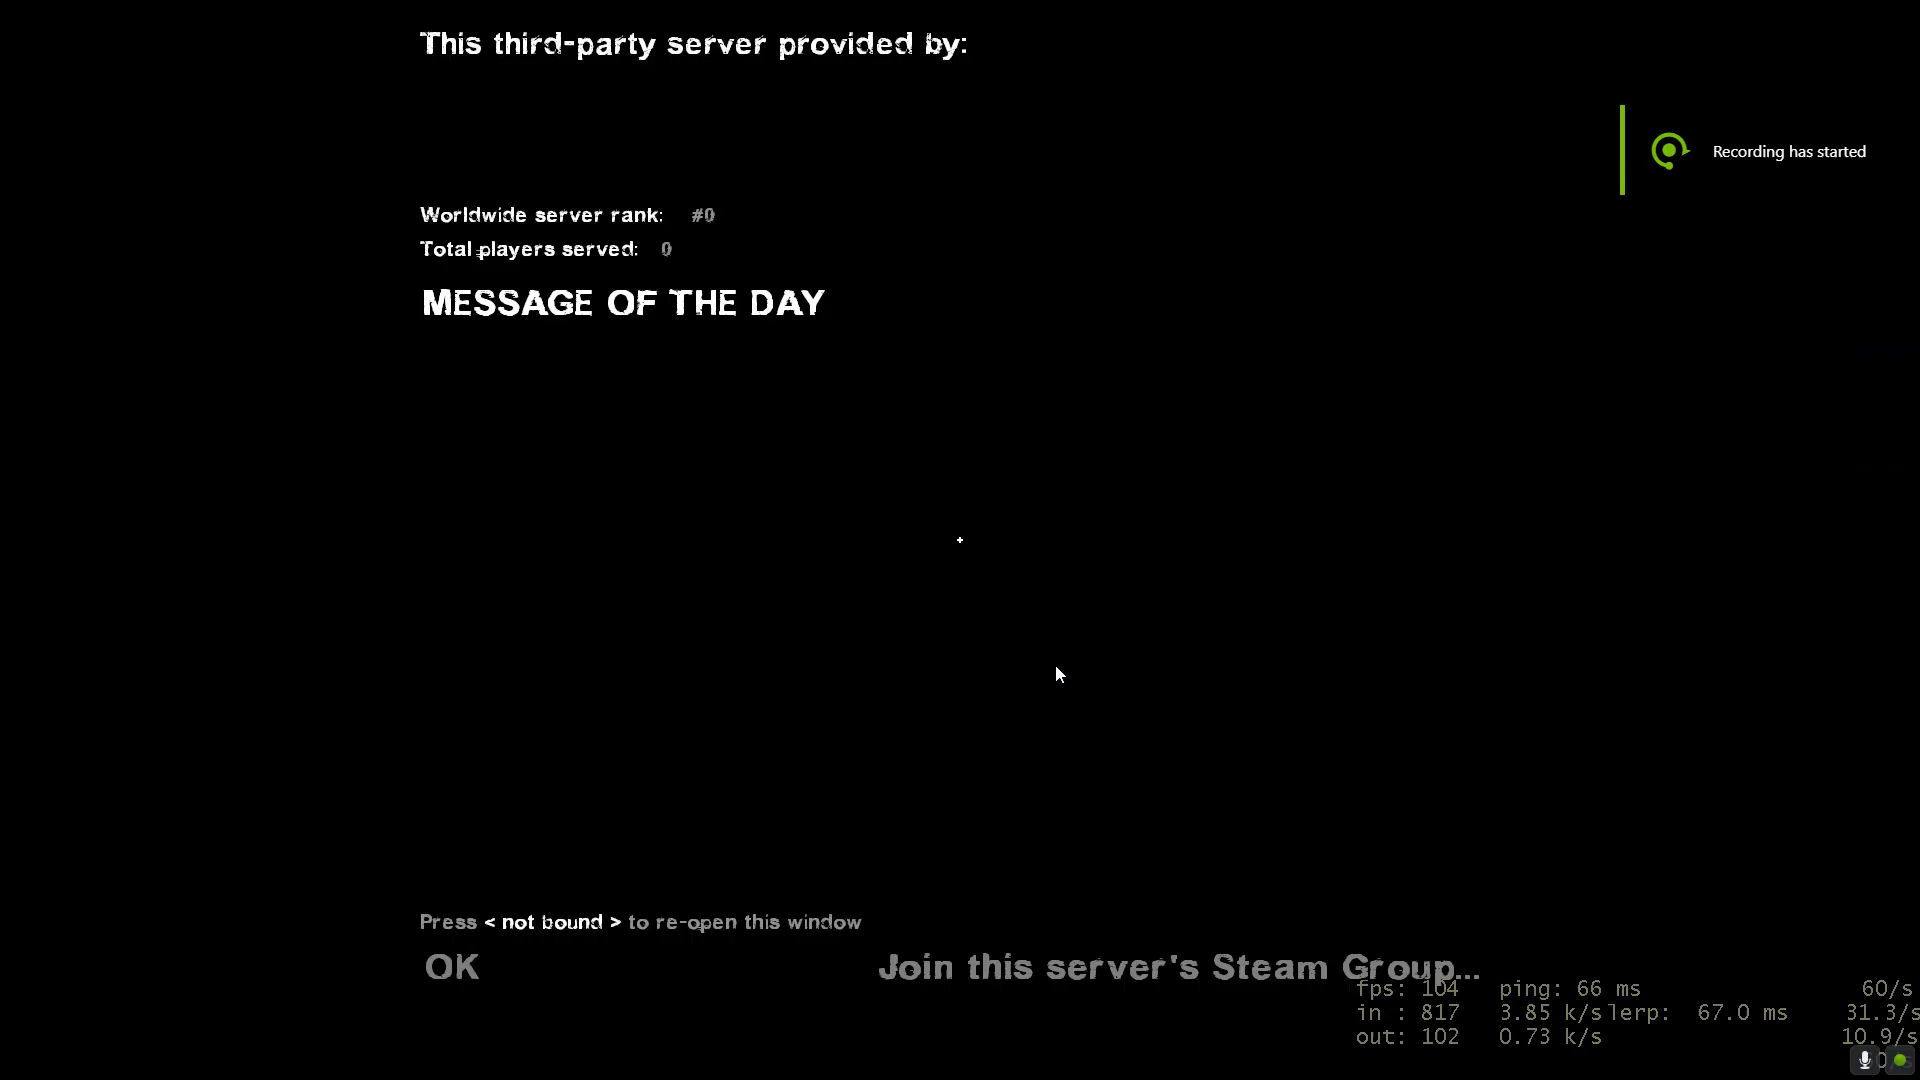 This third-party server provided by:
Recording has started
Worldwide server rank: #0
Total players served: 0
MESSAGE OF THE DAY
Press < not bound > to re-open this window
OK
Join this server's Steam Group...
fps: 104 ping: 66 ms 60/s
in : 817 3.85 k/s lerp: 67.0 ms 31.3/s
out: 102 0.73 k/s 10.9/s